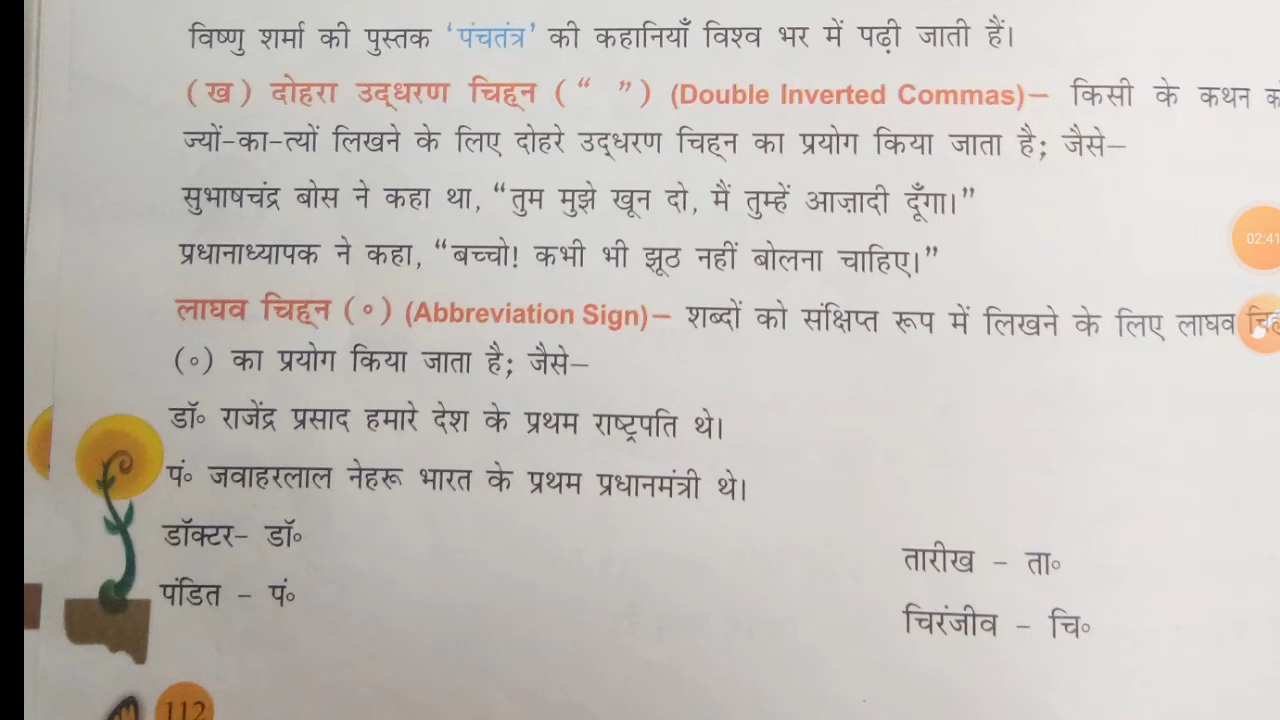 विष्णु शर्मा की पुस्तक ‘पंचतंत्र’ की कहानियाँ विश्व भर में पढ़ी जाती हैं।
(ख) दोहरा उद्धरण चिह्न (“ ”) (Double Inverted Commas)– किसी के कथन
ज्यों-का-त्यों लिखने के लिए दोहरे उद्धरण चिह्न का प्रयोग किया जाता है; जैसे–
सुभाषचंद्र बोस ने कहा था, “तुम मुझे खून दो, मैं तुम्हें आज़ादी दूँगा।”
प्रधानाध्यापक ने कहा, “बच्चो! कभी भी झूठ नहीं बोलना चाहिए।”
02:41
लाघव चिह्न (॰) (Abbreviation Sign)– शब्दों को संक्षिप्त रूप में लिखने के लिए लाघव
(॰) का प्रयोग किया जाता है; जैसे–
डॉ॰ राजेंद्र प्रसाद हमारे देश के प्रथम राष्ट्रपति थे।
पं॰ जवाहरलाल नेहरू भारत के प्रथम प्रधानमंत्री थे।
डॉक्टर– डॉ॰
तारीख – ता॰
पंडित – पं॰
चिरंजीव – चि॰
112